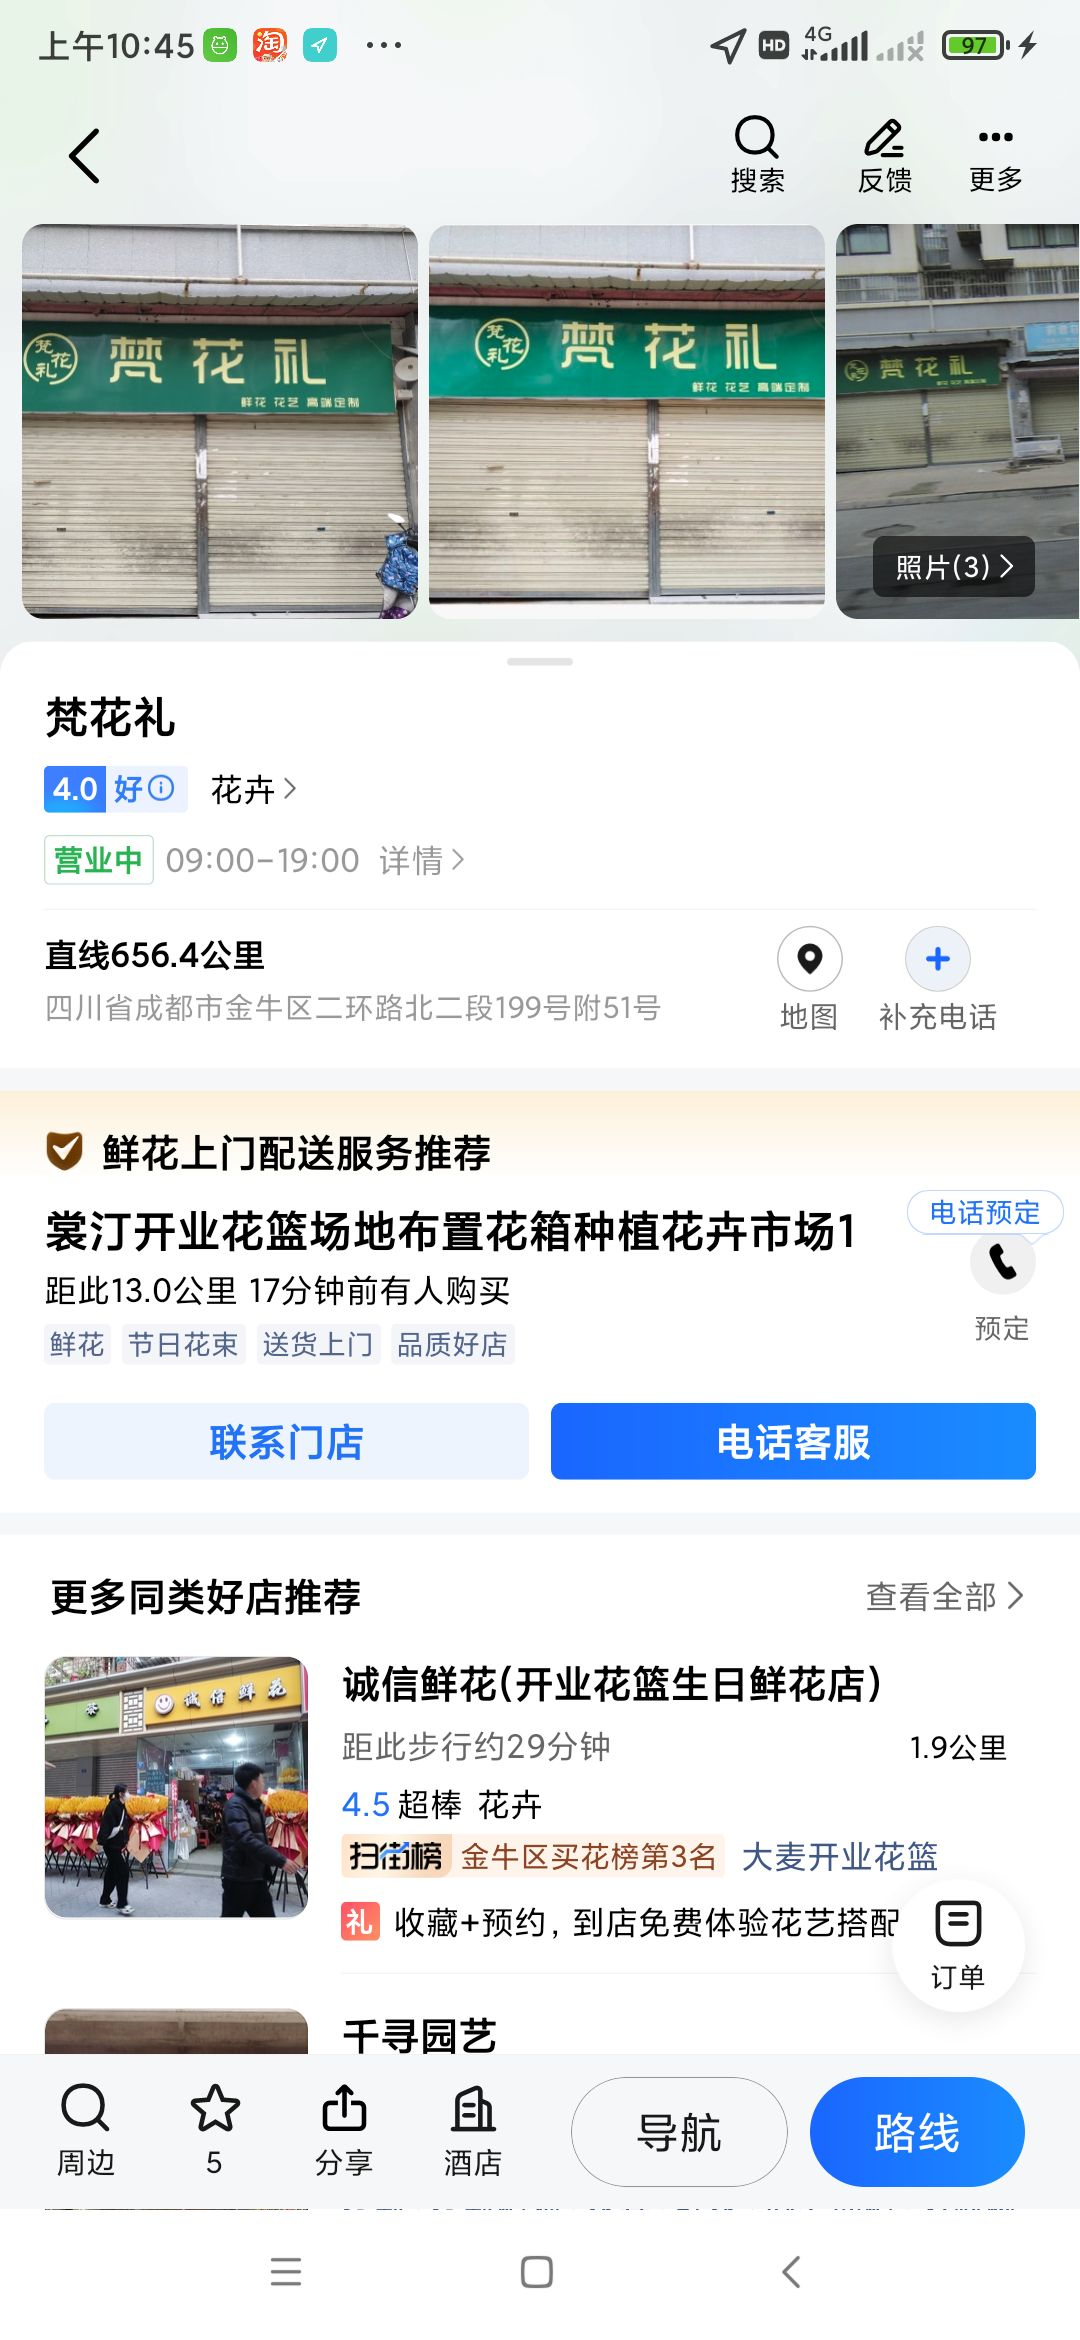 上午10:45
淘
HD
4G
97
搜索
反馈
更多
梵花礼
梵花礼
鲜花 花艺 高端定制
梵花礼
梵花礼
鲜花 花艺 高端定制
梵花礼
照片(3)
梵花礼
4.0 好
花卉
营业中 09:00-19:00 详情
直线656.4公里
四川省成都市金牛区二环路北二段199号附51号
地图
补充电话
鲜花上门配送服务推荐
裳汀开业花篮场地布置花箱种植花卉市场1
电话预定
距此13.0公里 17分钟前有人购买
预定
鲜花 节日花束 送货上门 品质好店
联系门店
电话客服
更多同类好店推荐
查看全部
茶
诚信鲜花
诚信鲜花(开业花篮生日鲜花店)
距此步行约29分钟
1.9公里
4.5 超棒 花卉
扫街榜 金牛区买花榜第3名 大麦开业花篮
礼 收藏+预约, 到店免费体验花艺搭配
订单
千寻园艺
周边
5
分享
酒店
导航
路线